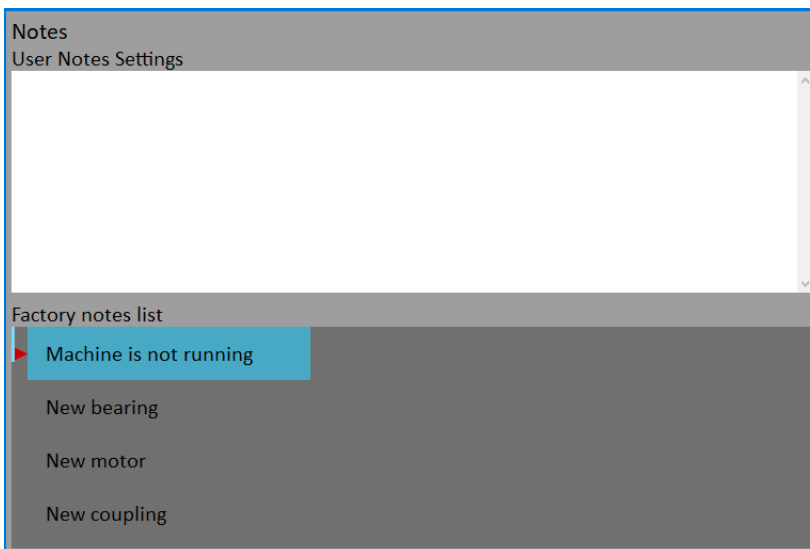 Notes
User Notes Settings
Factory notes list
Machine is not running
New bearing
New motor
New coupling